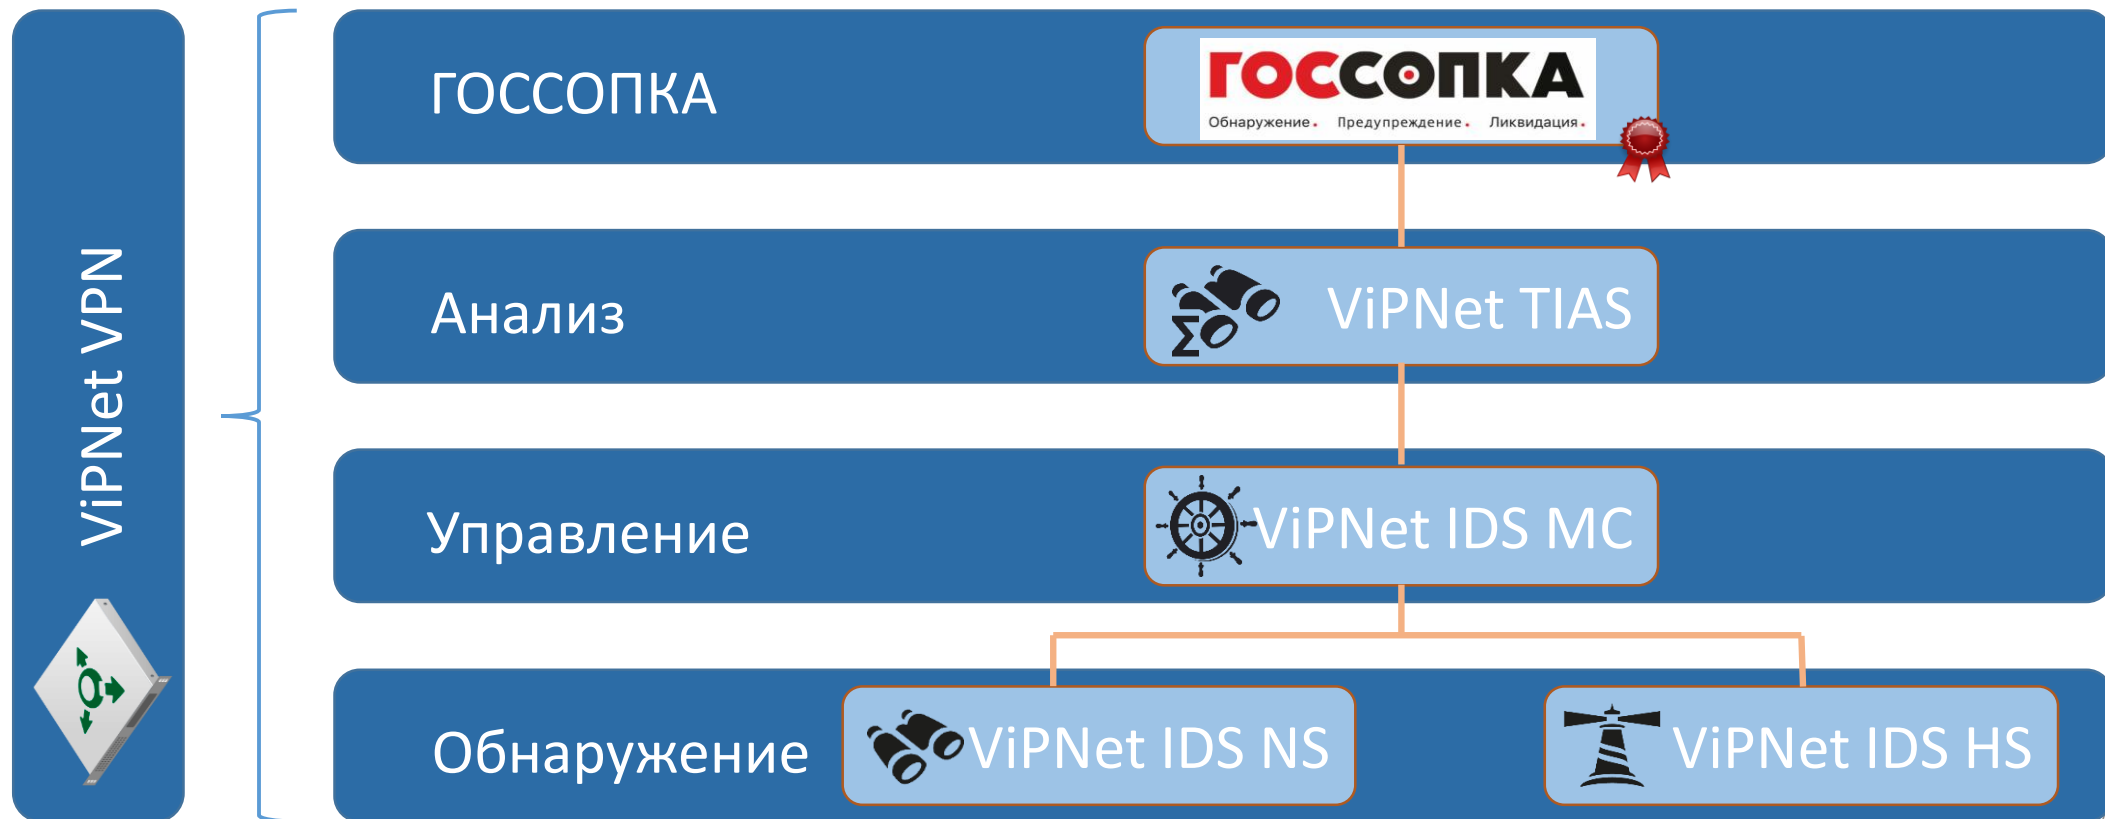 ViPNet VPN
ГОССОПКА
ГОССОПКА
Обнаружение. Предупреждение. Ликвидация.
Анализ
Σ
ViPNet TIAS
Управление
ViPNet IDS MC
Обнаружение
ViPNet IDS NS
ViPNet IDS HS